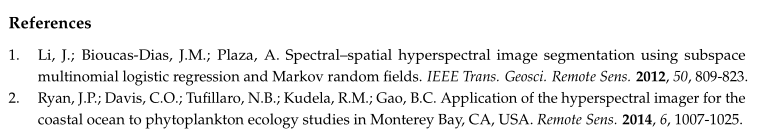 References
1. Li, J.; Bioucas-Dias, J.M.; Plaza, A. Spectral–spatial hyperspectral image segmentation using subspace
multinomial logistic regression and Markov random fields. IEEE Trans. Geosci. Remote Sens. 2012, 50, 809-823.
2. Ryan, J.P.; Davis, C.O.; Tufillaro, N.B.; Kudela, R.M.; Gao, B.C. Application of the hyperspectral imager for the
coastal ocean to phytoplankton ecology studies in Monterey Bay, CA, USA. Remote Sens. 2014, 6, 1007-1025.